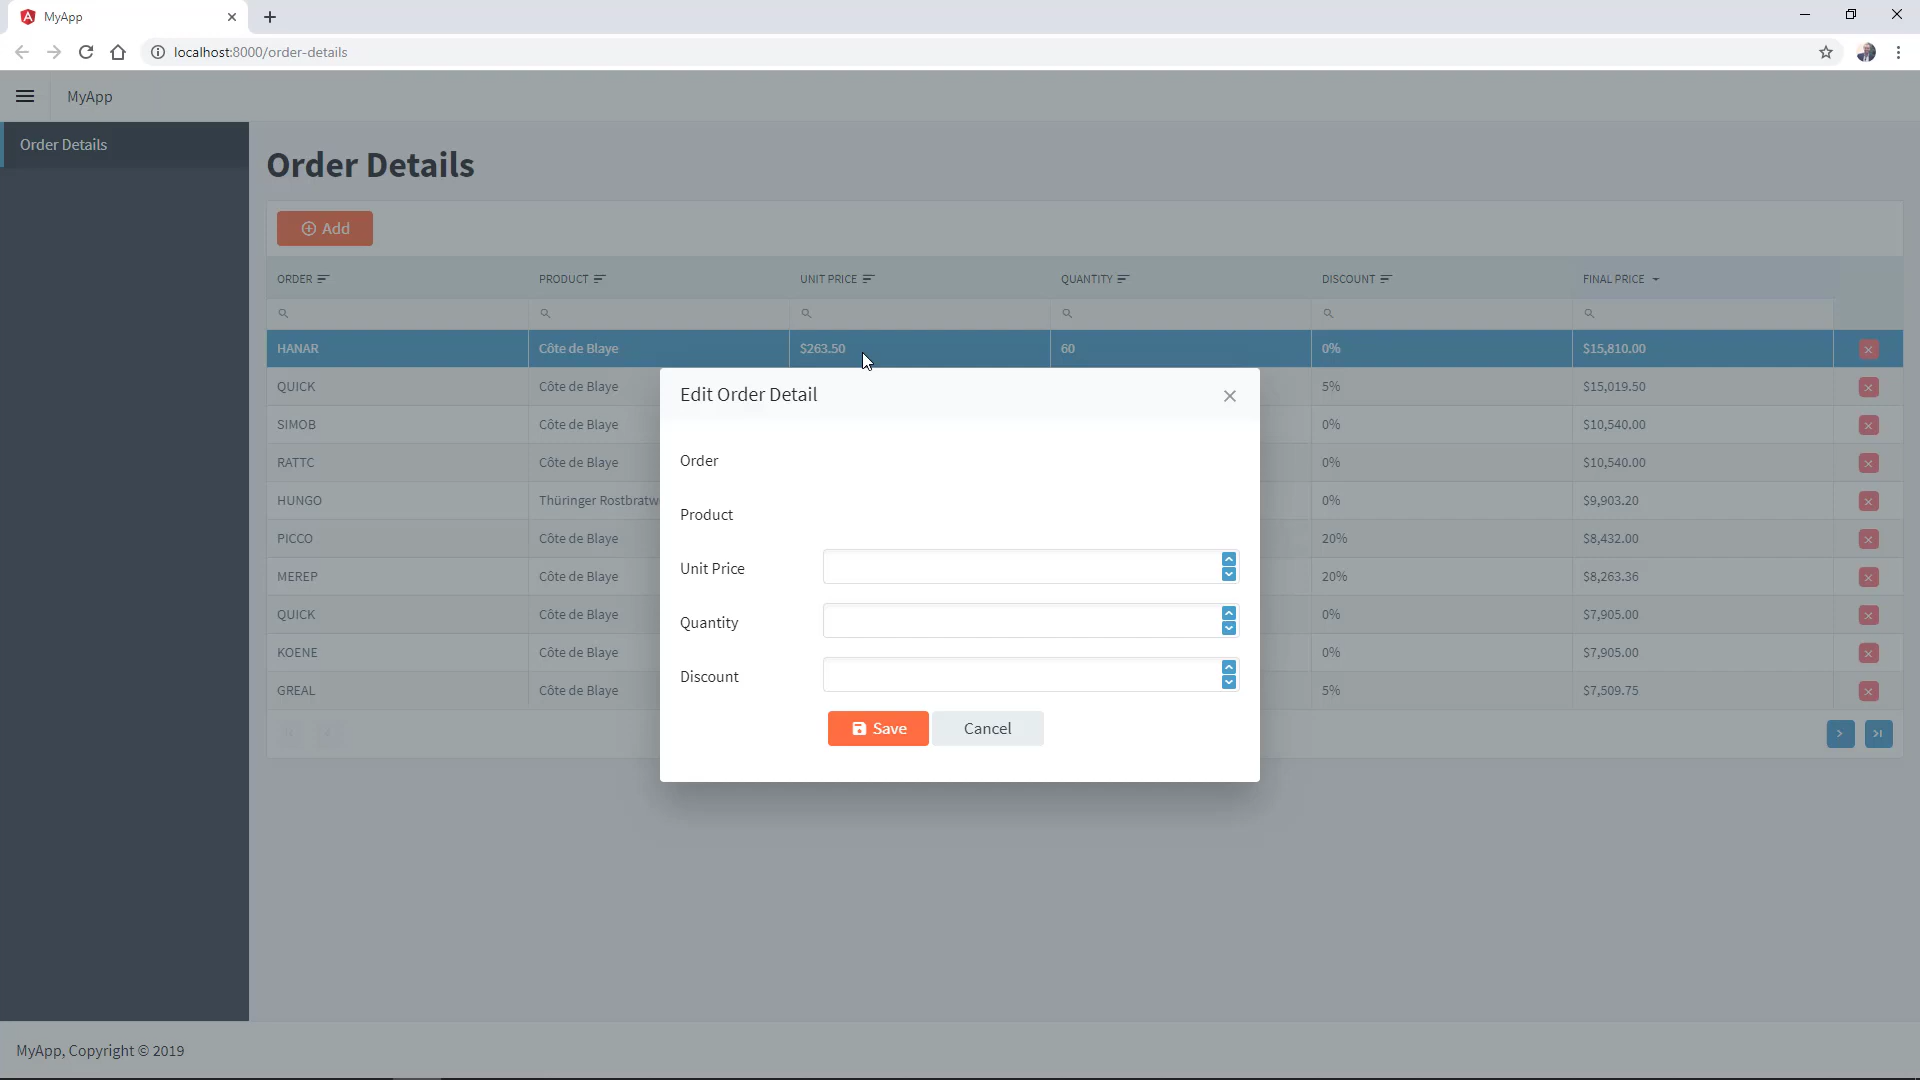 MyApp
localhost:8000/order-details
MyApp
Order Details
Order Details
Add
ORDER PRODUCT UNIT PRICE QUANTITY DISCOUNT FINAL PRICE
HANAR Côte de Blaye $263.50 60 0% $15,810.00
QUICK Côte de Blaye 5% $15,019.50
SIMOB Côte de Blaye 0% $10,540.00
RATTC Côte de Blaye 0% $10,540.00
HUNGO Thüringer Rostbratw 0% $9,903.20
PICCO Côte de Blaye 20% $8,432.00
MEREP Côte de Blaye 20% $8,263.36
QUICK Côte de Blaye 0% $7,905.00
KOENE Côte de Blaye 0% $7,905.00
GREAL Côte de Blaye 5% $7,509.75
Edit Order Detail
Order
Product
Unit Price
Quantity
Discount
Save Cancel
MyApp, Copyright © 2019